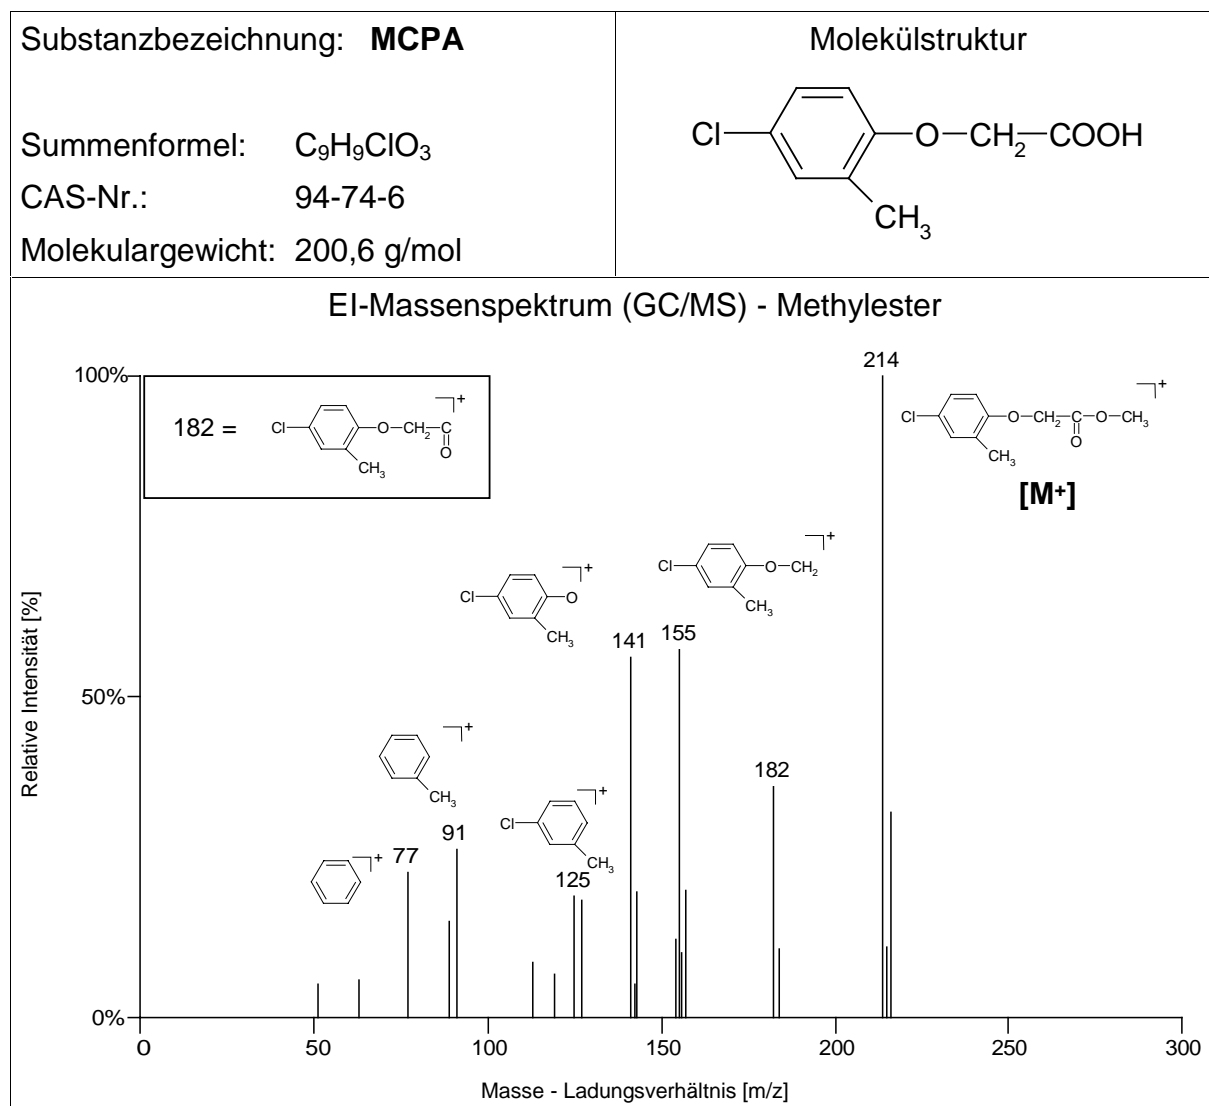 Substanzbezeichnung: MCPA
Summenformel: C₉H₉ClO₃
CAS-Nr.: 94-74-6
Molekulargewicht: 200,6 g/mol
Molekülstruktur
Cl O CH₂ COOH
CH₃
EI-Massenspektrum (GC/MS) - Methylester
100%
50%
0%
Relative Intensität [%]
182 =
Cl O CH₂ C +
O
CH₃
214
Cl O CH₂ C O CH₃ +
O
CH₃
[M+]
Cl O CH₂ +
CH₃
155
Cl O +
CH₃
141
182
+
CH₃
91
Cl +
CH₃
125
+
77
0 50 100 150 200 250 300
Masse - Ladungsverhältnis [m/z]